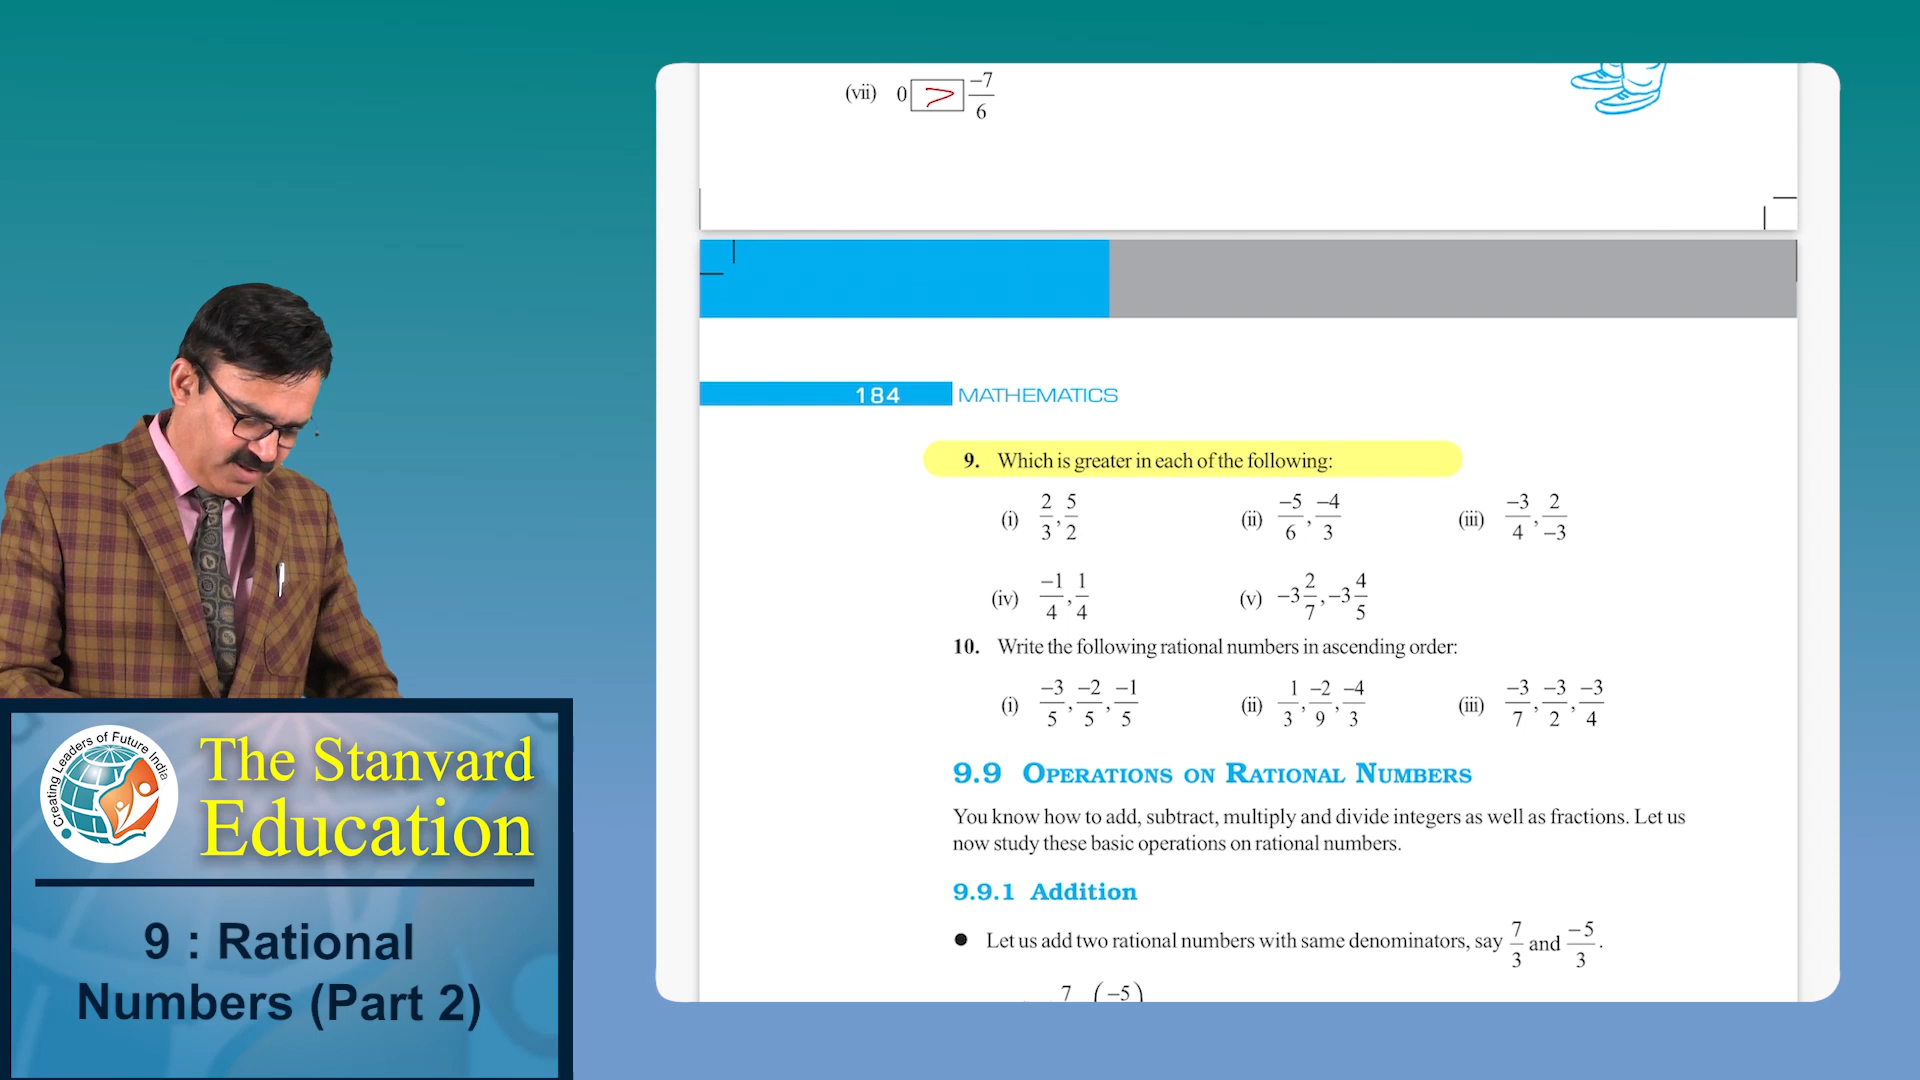 (vii) 0 > −7/6
184 MATHEMATICS
9. Which is greater in each of the following:
(i) 2/3, 5/2 (ii) −5/6, −4/3 (iii) −3/4, 2/−3
(iv) −1/4, 1/4 (v) −3 2/7, −3 4/5
10. Write the following rational numbers in ascending order:
(i) −3/5, −2/5, −1/5 (ii) 1/3, −2/9, −4/3 (iii) −3/7, −3/2, −3/4
9.9 OPERATIONS ON RATIONAL NUMBERS
You know how to add, subtract, multiply and divide integers as well as fractions. Let us
now study these basic operations on rational numbers.
9.9.1 Addition
● Let us add two rational numbers with same denominators, say 7/3 and −5/3.
7 (−5)
Creating Leaders of Future India
The Stanvard
Education
9 : Rational
Numbers (Part 2)